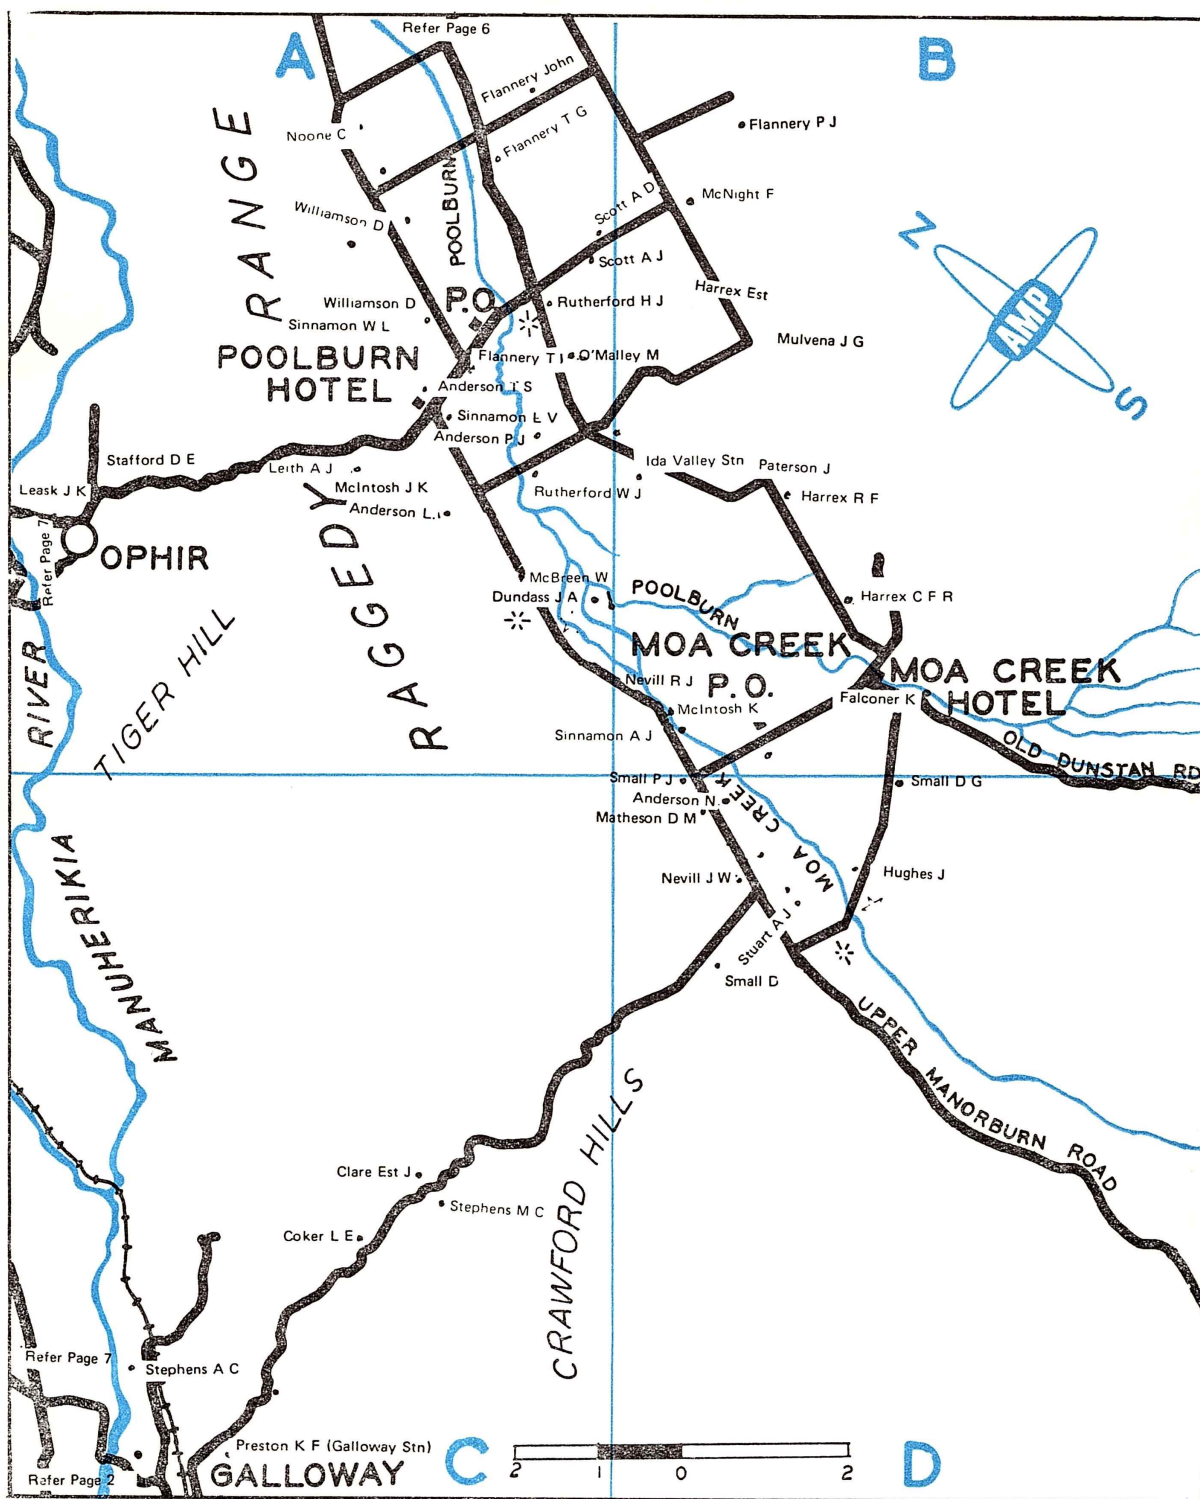 Refer Page 6
A
B
Flannery John
RANGE
Noone C
Flannery T G
Flannery P J
POOLBURN
Scott A D
McNight F
Williamson D
N
Scott A J
AMP
S
Harrex Est
Williamson D
P.O.
Rutherford H J
Sinnamon W L
Mulvena J G
POOLBURN
HOTEL
Flannery T J
O'Malley M
Anderson T S
Sinnamon L V
Anderson P J
Stafford D E
Leith A J
Ida Valley Stn
Paterson J
Leask J K
McIntosh J K
Rutherford W J
Harrex R F
Anderson L.
Refer Page 7
OPHIR
RAGGEDY
McBreen W
Dundass J A
POOLBURN
Harrex C F R
TIGER HILL
RIVER
MOA CREEK
P.O.
MOA CREEK
HOTEL
Nevill R J
Falconer K
McIntosh K
Sinnamon A J
OLD DUNSTAN RD
Small P J
Small D G
Anderson N.
Matheson D M
MOA CREEK
MANUHERIKIA
Nevill J W
Hughes J
Stuart A J
Small D
UPPER MANORBURN ROAD
CRAWFORD HILLS
Clare Est J
Stephens M C
Coker L E
Refer Page 7
Stephens A C
Preston K F (Galloway Stn)
GALLOWAY
Refer Page 2
C
2 1 0 2
D